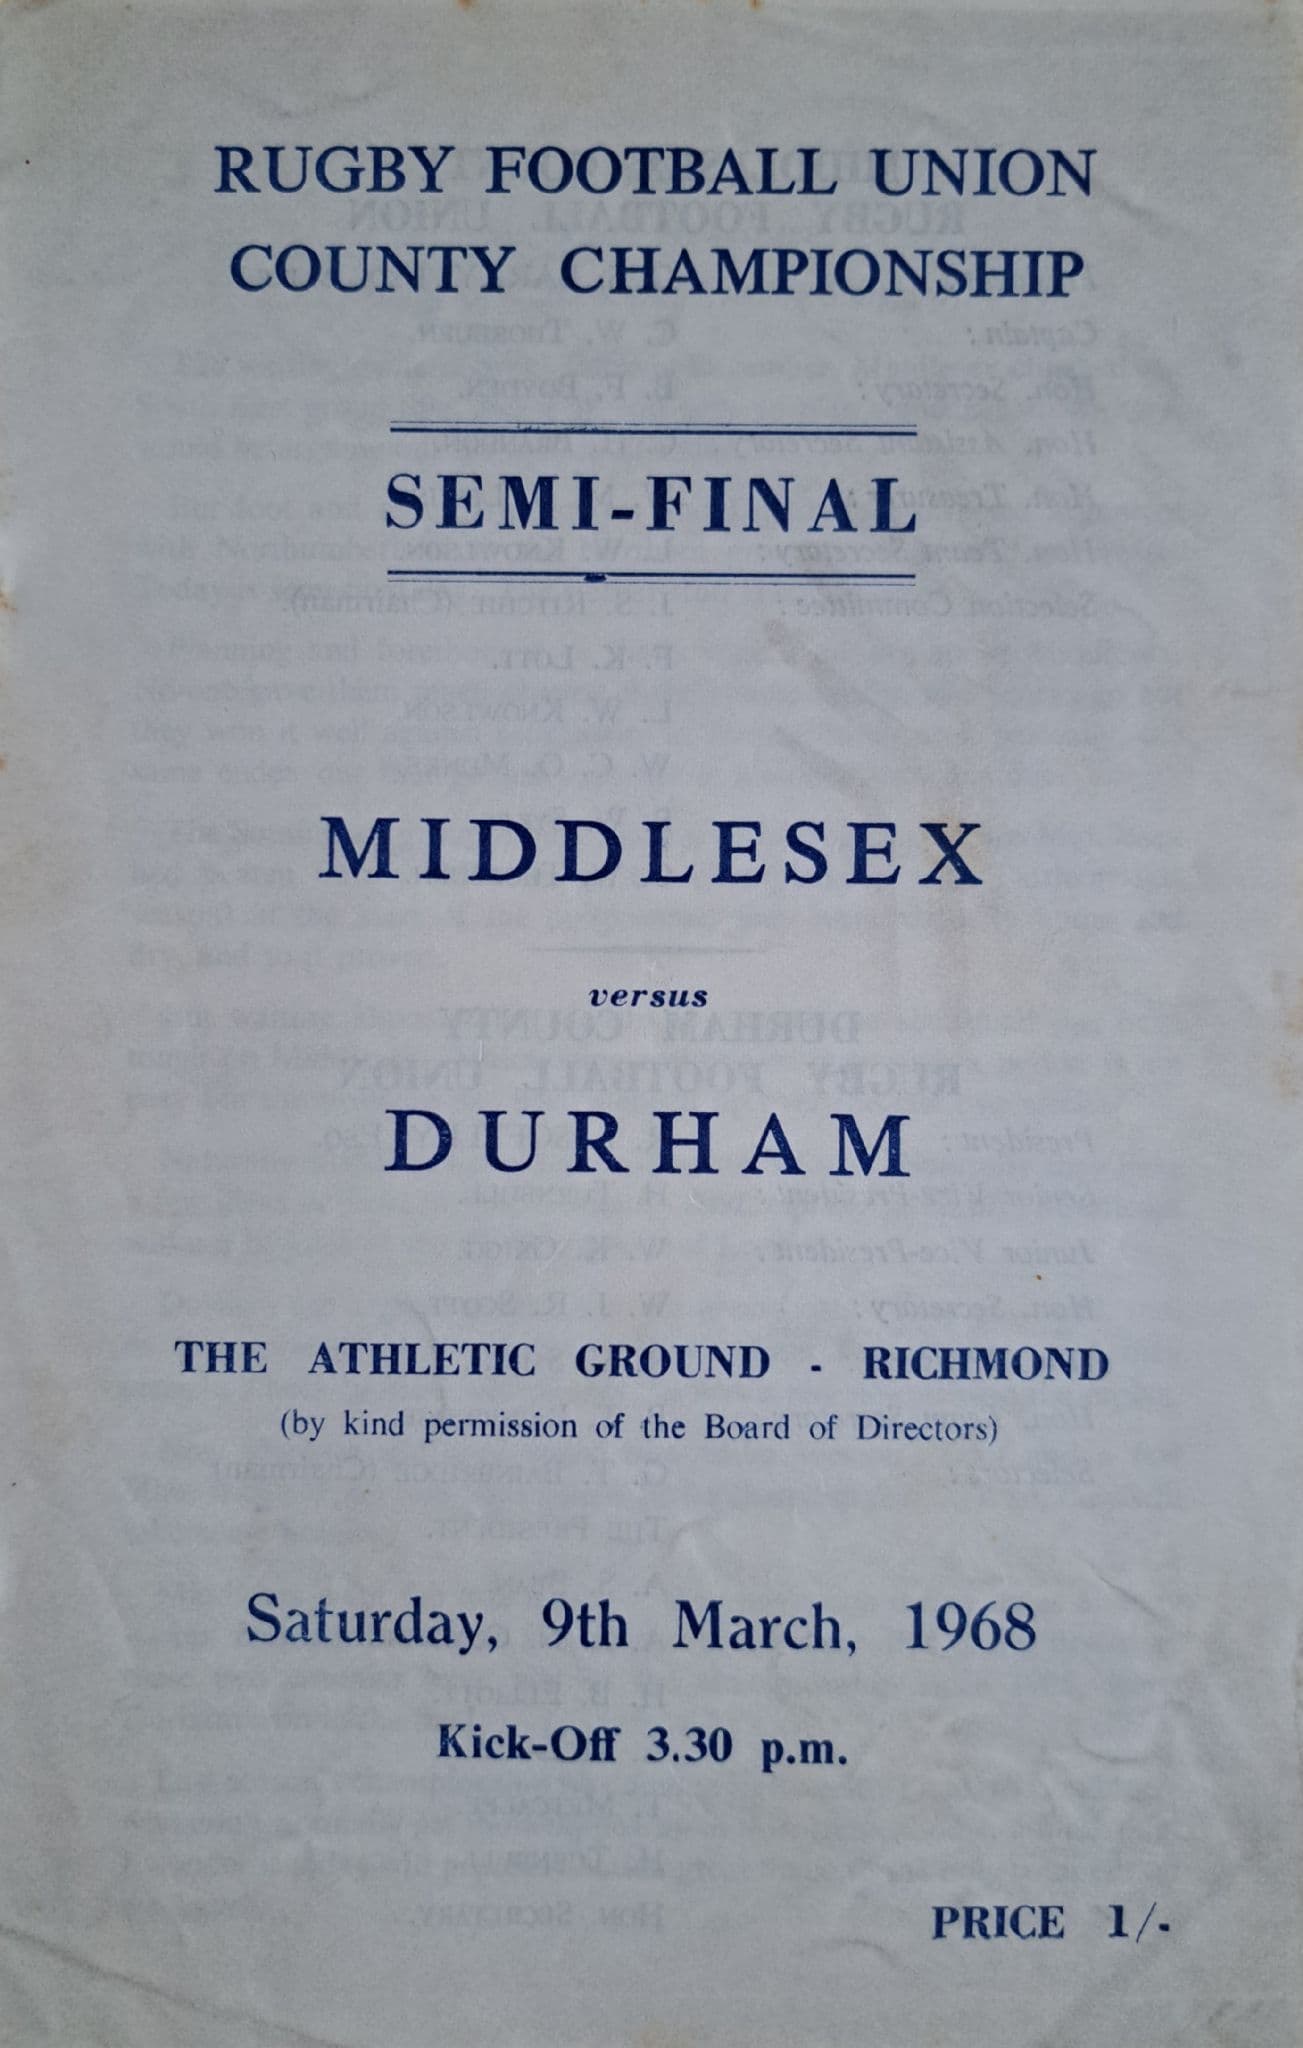 RUGBY FOOTBALL UNION
COUNTY CHAMPIONSHIP
SEMI-FINAL
MIDDLESEX
versus
DURHAM
THE ATHLETIC GROUND - RICHMOND
(by kind permission of the Board of Directors)
Saturday, 9th March, 1968
Kick-Off 3.30 p.m.
PRICE 1/-